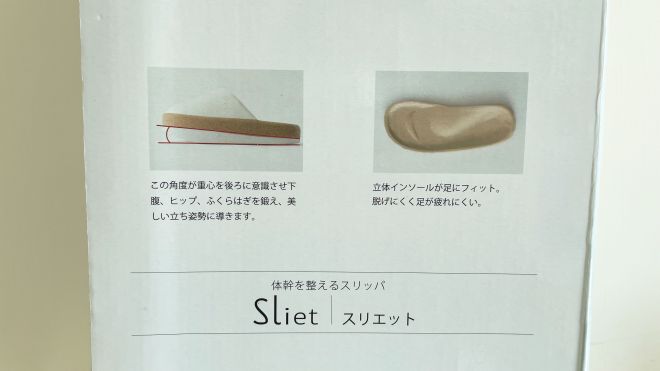 この角度が重心を後ろに意識させ下
腹、ヒップ、ふくらはぎを鍛え、美
しい立ち姿勢に導きます。
立体インソールが足にフィット。
脱げにくく足が疲れにくい。
体幹を整えるスリッパ
Sliet
スリエット